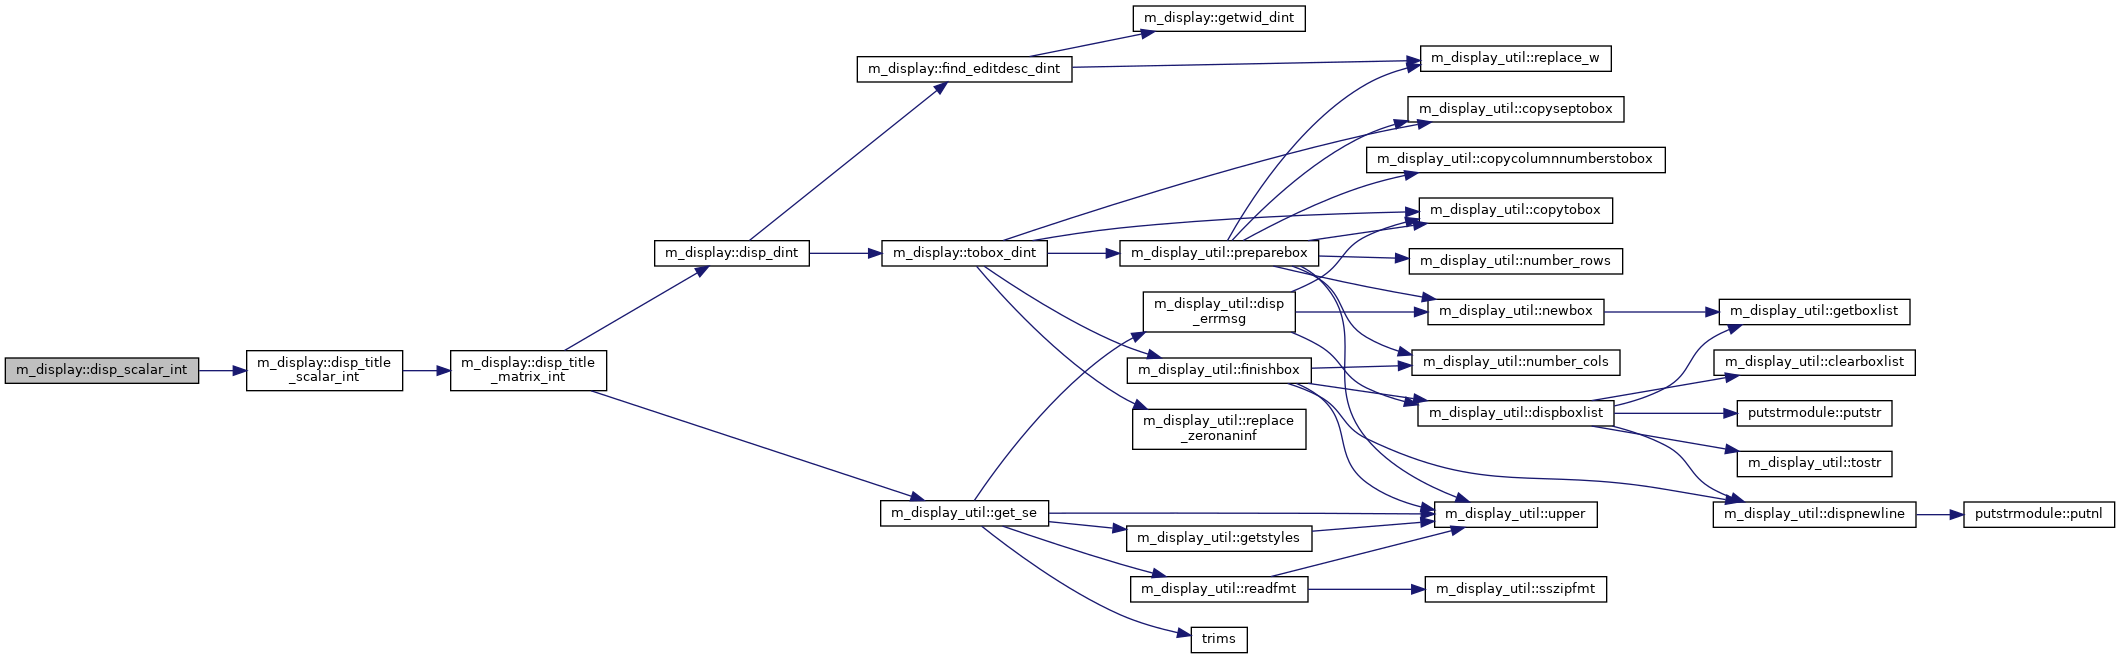 m_display::getwid_dint
m_display_util::replace_w
m_display::find_editdesc_dint
m_display_util::copyseptobox
m_display_util::copycolumnnumberstobox
m_display_util::copytobox
m_display::disp_dint
m_display::tobox_dint
m_display_util::preparebox
m_display_util::number_rows
m_display_util::disp
_errmsg
m_display_util::newbox
m_display_util::getboxlist
m_display::disp_scalar_int
m_display::disp_title
_scalar_int
m_display::disp_title
_matrix_int
m_display_util::finishbox
m_display_util::number_cols
m_display_util::clearboxlist
m_display_util::dispboxlist
putstrmodule::putstr
m_display_util::replace
_zeronaninf
m_display_util::tostr
m_display_util::get_se
m_display_util::upper
m_display_util::dispnewline
putstrmodule::putnl
m_display_util::getstyles
m_display_util::readfmt
m_display_util::sszipfmt
trims